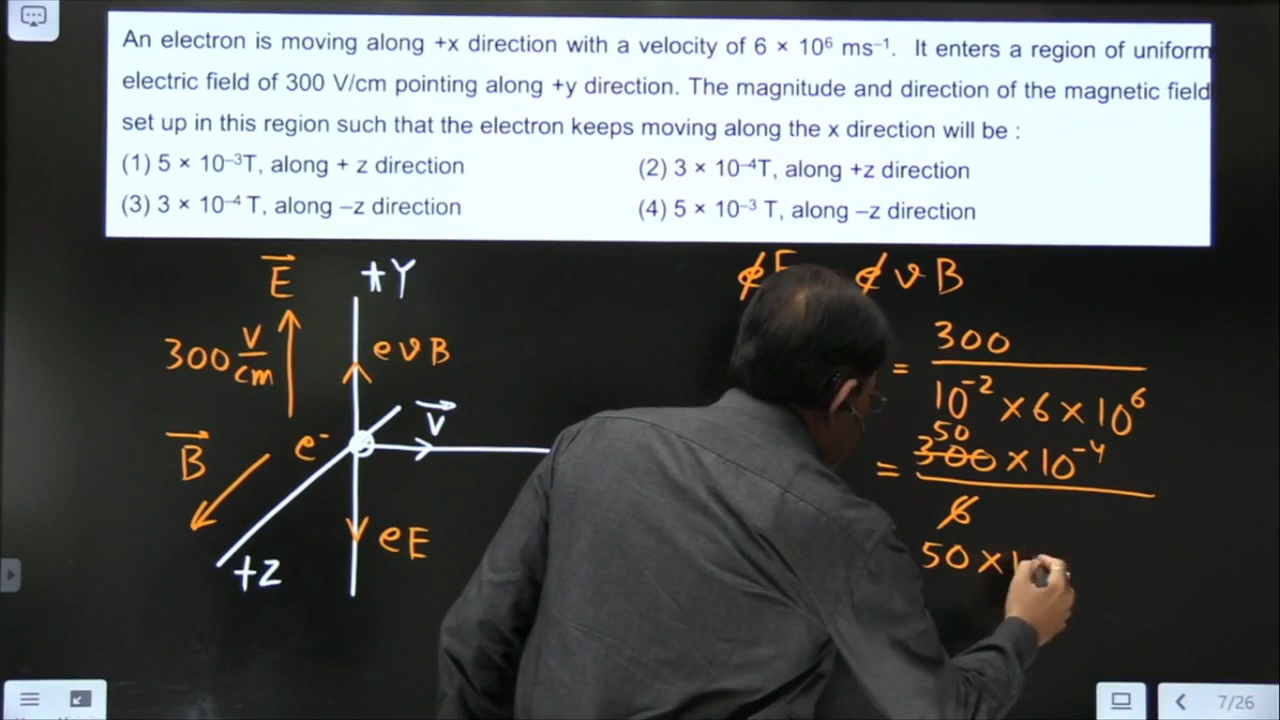 An electron is moving along +x direction with a velocity of 6 × 10⁶ ms⁻¹. It enters a region of uniform
electric field of 300 V/cm pointing along +y direction. The magnitude and direction of the magnetic field
set up in this region such that the electron keeps moving along the x direction will be :
(1) 5 × 10⁻³T, along + z direction
(2) 3 × 10⁻⁴T, along +z direction
(3) 3 × 10⁻⁴ T, along –z direction
(4) 5 × 10⁻³ T, along –z direction
E
+Y
300 V/cm
evB
B
e⁻
V
eE
+Z
e vB
= 300
10⁻² × 6 × 10⁶
50
= 300 × 10⁻⁴
6
50 ×
7/26